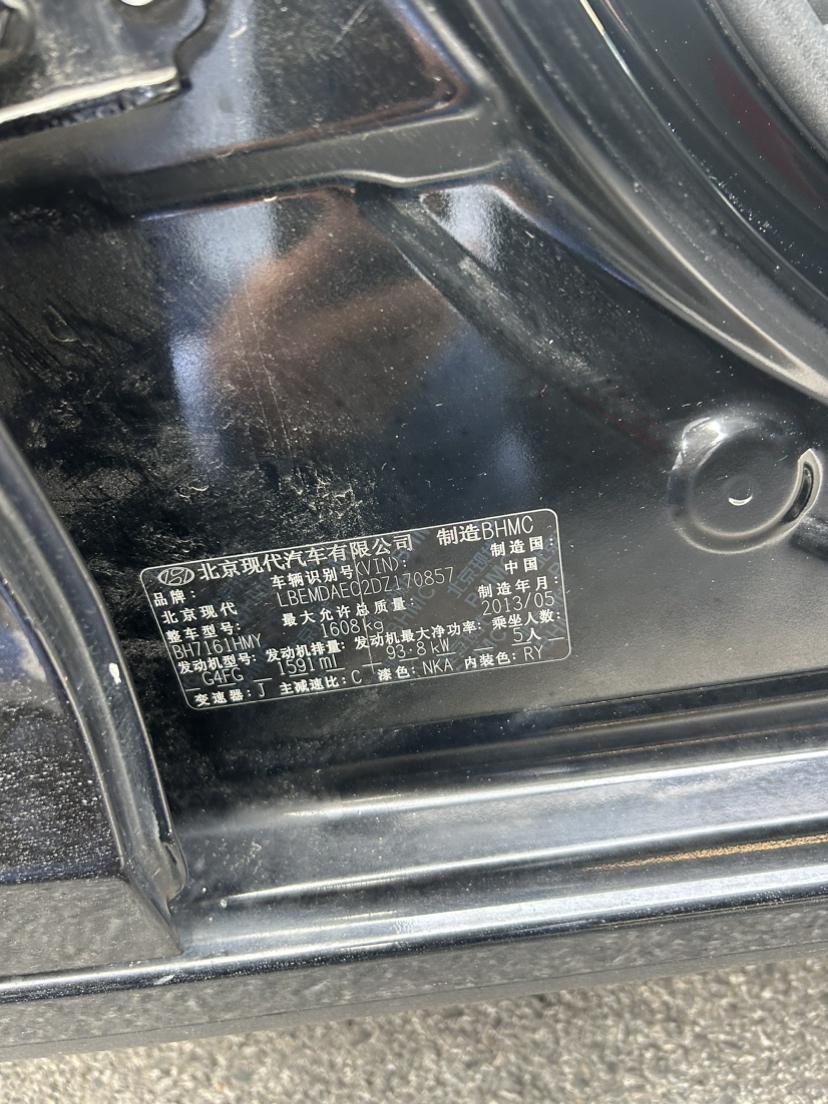 北京现代汽车有限公司 制造BHMC
品牌: 车辆识别号(VIN): 制造国:
北京现代 LBEMDAEC2DZ170857 中国
整车型号: 最大允许总质量: 制造年月:
BH7161HMY 1608kg 2013/05
发动机型号: 发动机排量: 发动机最大净功率: 乘坐人数:
G4FG 1591ml 93.8kW 5人
变速器:J 主减速比:C 漆色:NKA 内装色:RY